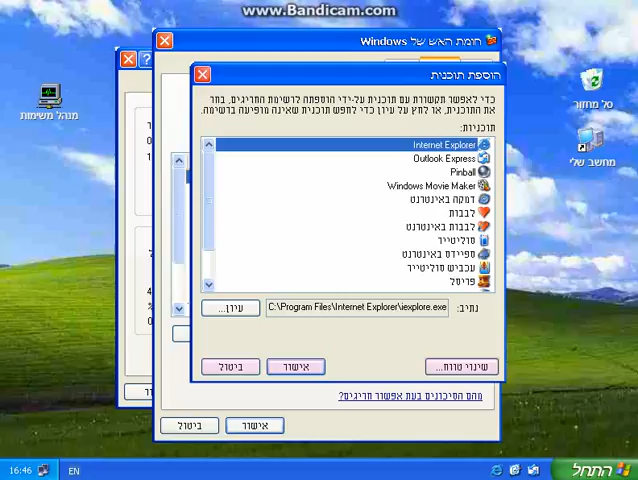 www.Bandicam.com
חומת האש של Windows
הוספת תוכנית
כדי לאפשר תקשורת עם תוכנית על-ידי הוספתה לרשימת החריגים, בחר
את התוכנית, או לחץ על עיון כדי לחפש תוכנית שאינה מופיעה ברשימה.
תוכניות:
Internet Explorer
Outlook Express
Pinball
Windows Movie Maker
דמקה באינטרנט
לבבות
לבבות באינטרנט
סוליטייר
ספיידס באינטרנט
עכביש סוליטייר
פריסל
נתיב:
C:\Program Files\Internet Explorer\iexplore.exe
עיון...
שינוי טווח...
אישור
ביטול
מהם הסיכונים בעת אפשור חריגים?
אישור
ביטול
מנהל משימות
סל מחזור
מחשב שלי
התחל
EN
16:46